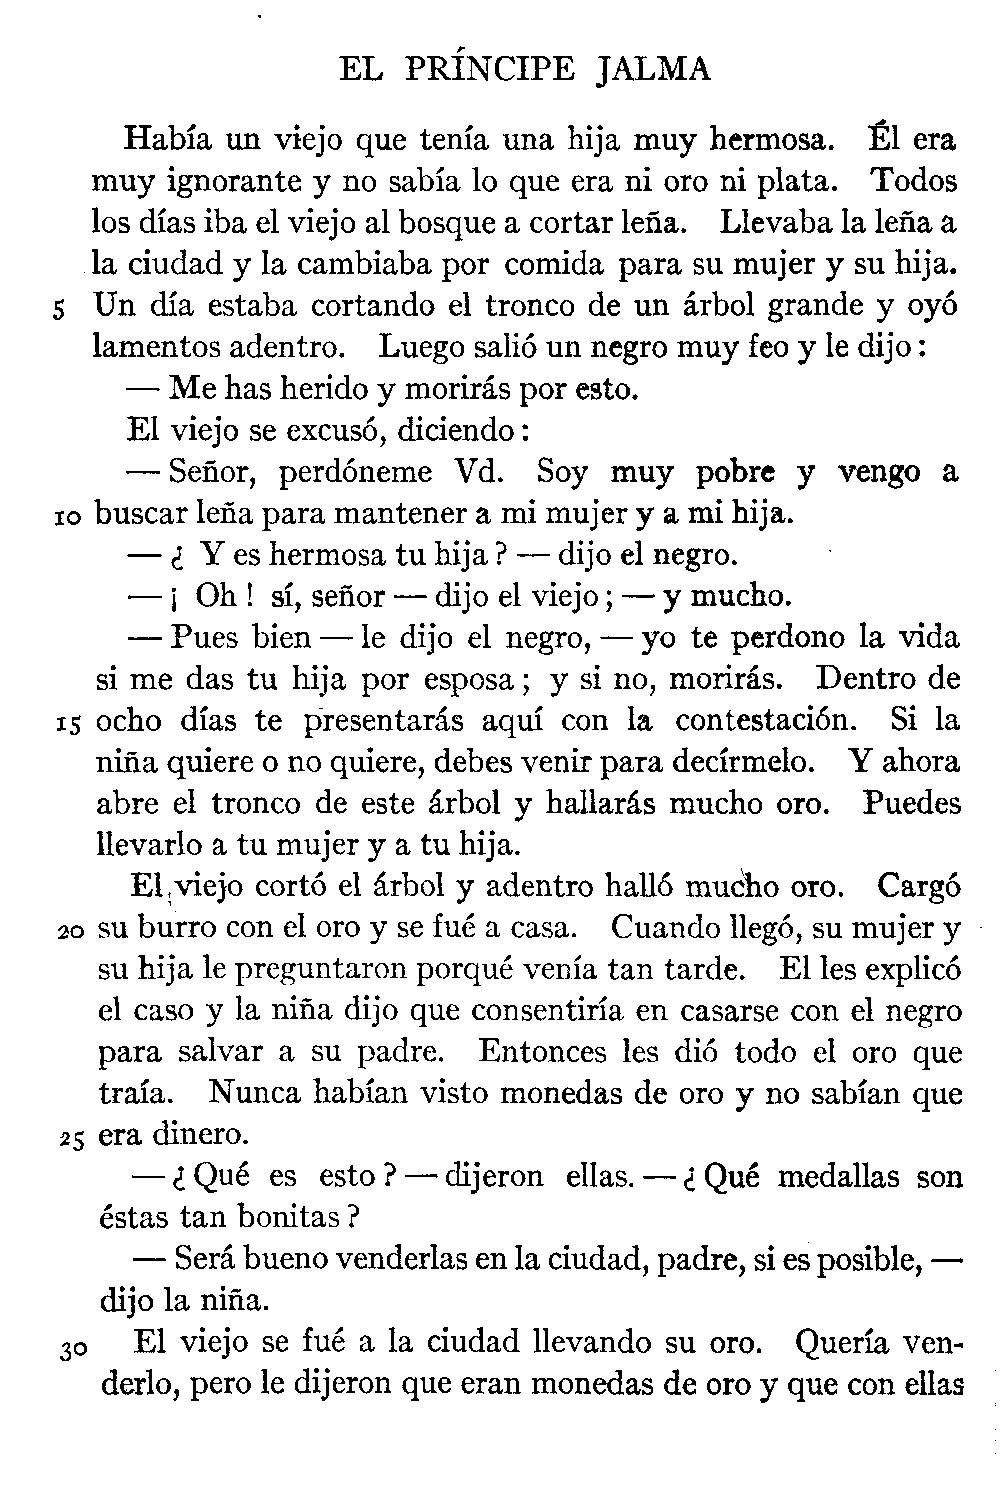 EL PRÍNCIPE JALMA
Había un viejo que tenía una hija muy hermosa. Él era
muy ignorante y no sabía lo que era ni oro ni plata. Todos
los días iba el viejo al bosque a cortar leña. Llevaba la leña a
la ciudad y la cambiaba por comida para su mujer y su hija.
5 Un día estaba cortando el tronco de un árbol grande y oyó
lamentos adentro. Luego salió un negro muy feo y le dijo:
— Me has herido y morirás por esto.
El viejo se excusó, diciendo:
— Señor, perdóneme Vd. Soy muy pobre y vengo a
10 buscar leña para mantener a mi mujer y a mi hija.
— ¿ Y es hermosa tu hija ? — dijo el negro.
— ¡ Oh ! sí, señor — dijo el viejo ; — y mucho.
— Pues bien — le dijo el negro, — yo te perdono la vida
si me das tu hija por esposa ; y si no, morirás. Dentro de
15 ocho días te presentarás aquí con la contestación. Si la
niña quiere o no quiere, debes venir para decírmelo. Y ahora
abre el tronco de este árbol y hallarás mucho oro. Puedes
llevarlo a tu mujer y a tu hija.
El viejo cortó el árbol y adentro halló mucho oro. Cargó
20 su burro con el oro y se fué a casa. Cuando llegó, su mujer y
su hija le preguntaron porqué venía tan tarde. El les explicó
el caso y la niña dijo que consentiría en casarse con el negro
para salvar a su padre. Entonces les dió todo el oro que
traía. Nunca habían visto monedas de oro y no sabían que
25 era dinero.
— ¿ Qué es esto ? — dijeron ellas. — ¿ Qué medallas son
éstas tan bonitas ?
— Será bueno venderlas en la ciudad, padre, si es posible, —
dijo la niña.
30 El viejo se fué a la ciudad llevando su oro. Quería ven-
derlo, pero le dijeron que eran monedas de oro y que con ellas